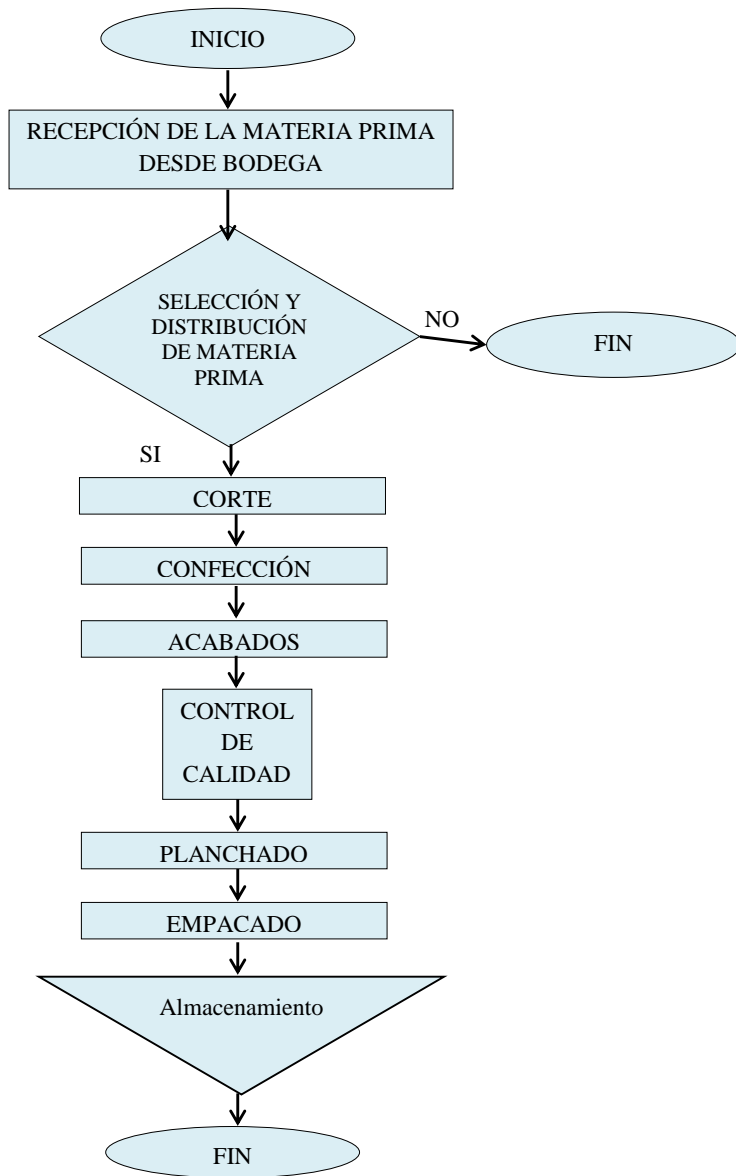 INICIO
RECEPCIÓN DE LA MATERIA PRIMA
DESDE BODEGA
SELECCIÓN Y
DISTRIBUCIÓN
DE MATERIA
PRIMA
NO
FIN
SI
CORTE
CONFECCIÓN
ACABADOS
CONTROL
DE
CALIDAD
PLANCHADO
EMPACADO
Almacenamiento
FIN